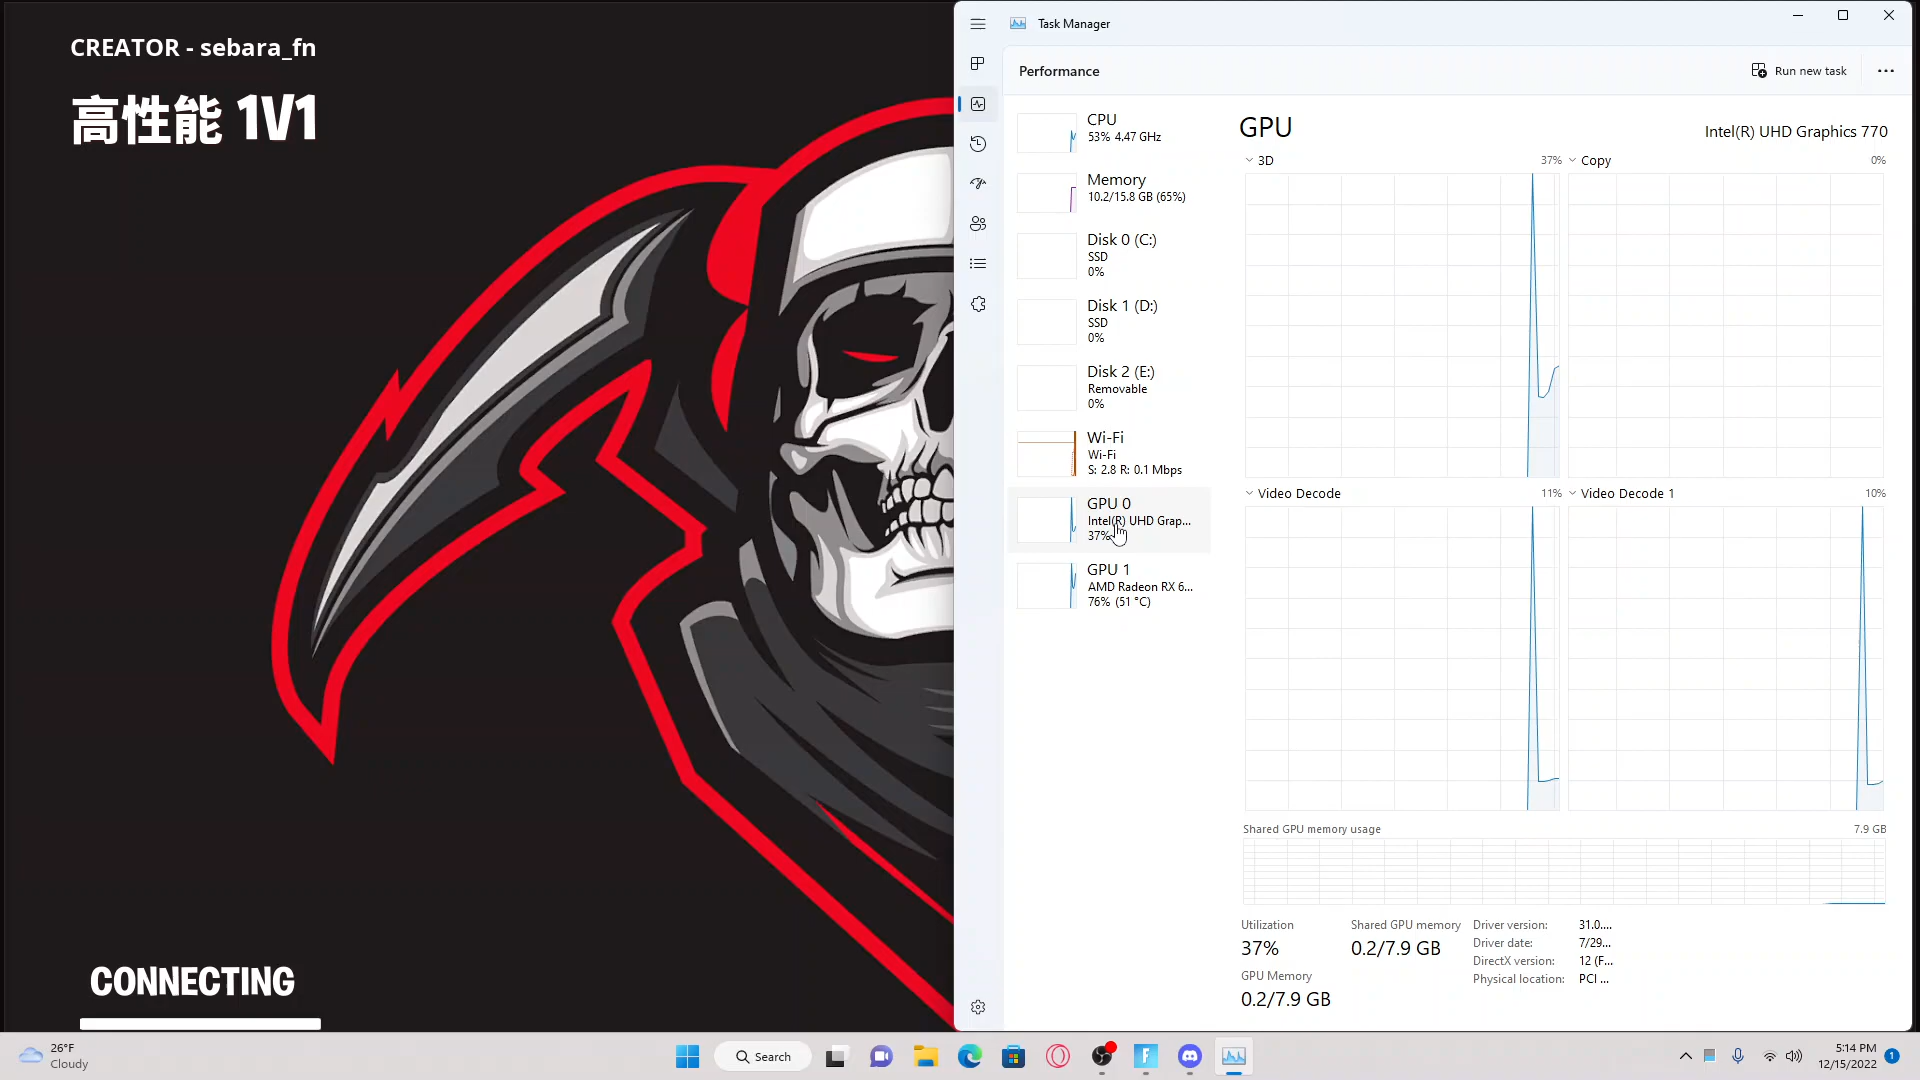 CREATOR - sebara_fn
高性能 1V1
CONNECTING
Task Manager
Performance
Run new task
CPU
53% 4.47 GHz
Memory
10.2/15.8 GB (65%)
Disk 0 (C:)
SSD
0%
Disk 1 (D:)
SSD
0%
Disk 2 (E:)
Removable
0%
Wi-Fi
Wi-Fi
S: 2.8 R: 0.1 Mbps
GPU 0
Intel(R) UHD Grap...
37%
GPU 1
AMD Radeon RX 6...
76% (51 °C)
GPU
Intel(R) UHD Graphics 770
3D 37%
Copy 0%
Video Decode 11%
Video Decode 1 10%
Shared GPU memory usage 7.9 GB
Utilization
37%
Shared GPU memory
0.2/7.9 GB
GPU Memory
0.2/7.9 GB
Driver version: 31.0....
Driver date: 7/29...
DirectX version: 12 (F...
Physical location: PCI ...
26°F
Cloudy
Search
5:14 PM
12/15/2022
1